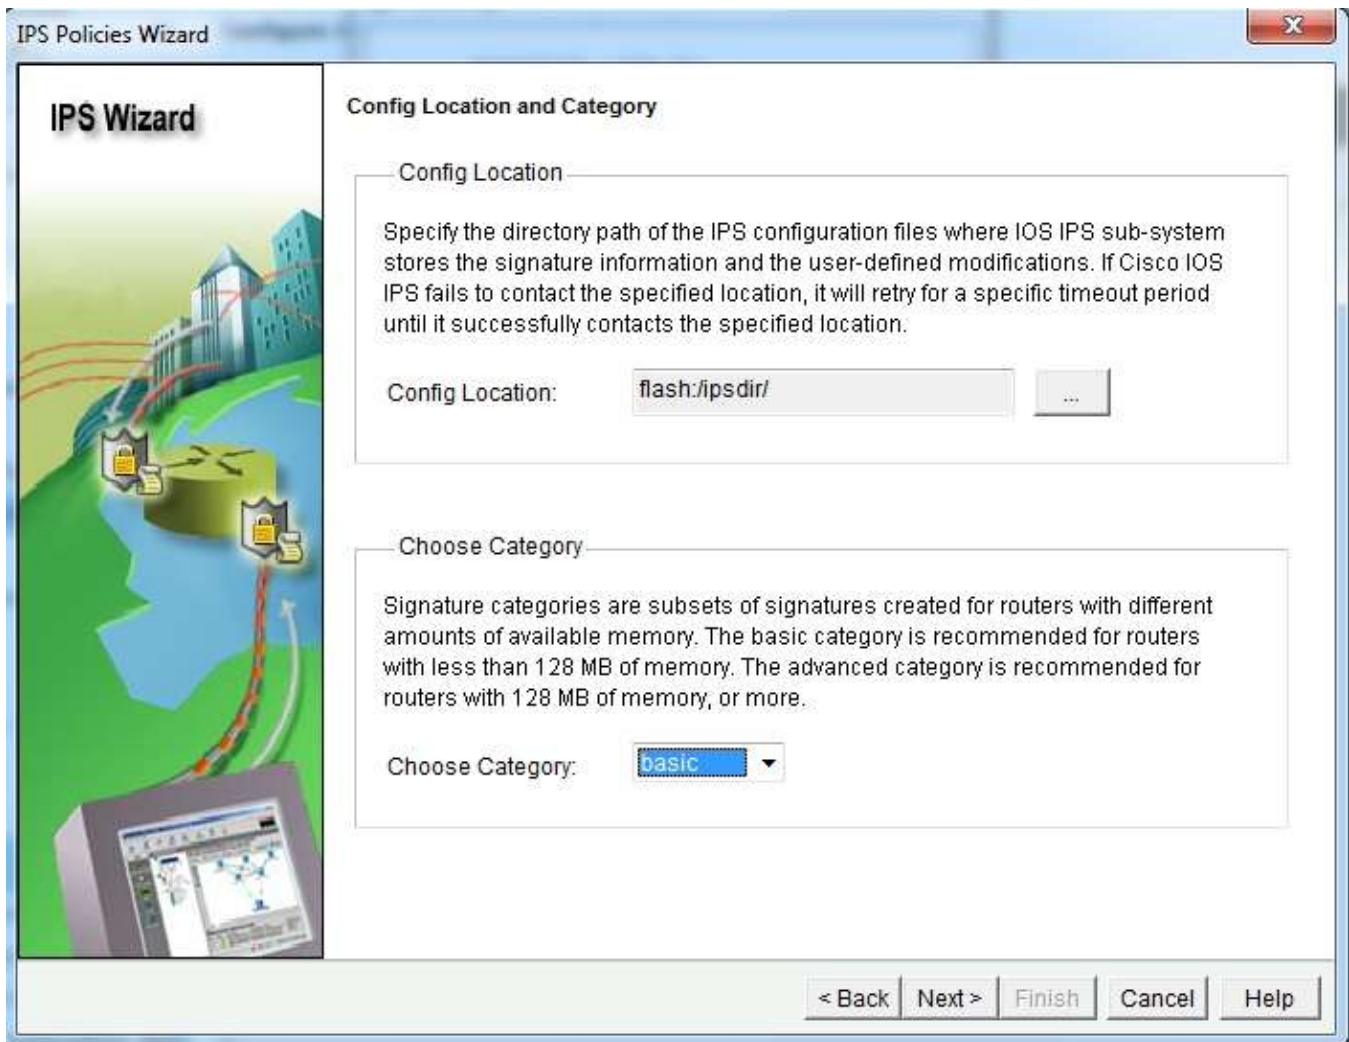 IPS Policies Wizard
IPS Wizard
Config Location and Category
Config Location
Specify the directory path of the IPS configuration files where IOS IPS sub-system
stores the signature information and the user-defined modifications. If Cisco IOS
IPS fails to contact the specified location, it will retry for a specific timeout period
until it successfully contacts the specified location.
Config Location:
flash:/ipsdir/
...
Choose Category
Signature categories are subsets of signatures created for routers with different
amounts of available memory. The basic category is recommended for routers
with less than 128 MB of memory. The advanced category is recommended for
routers with 128 MB of memory, or more.
Choose Category:
basic
< Back
Next >
Finish
Cancel
Help